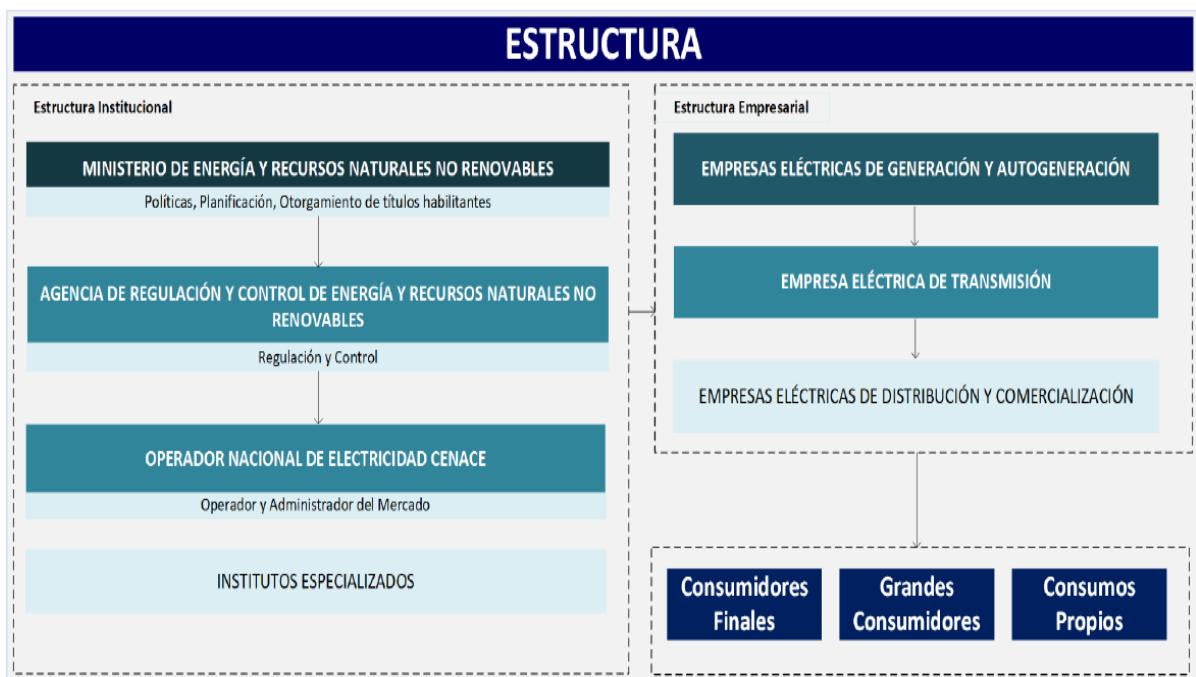 ESTRUCTURA
Estructura Institucional
MINISTERIO DE ENERGÍA Y RECURSOS NATURALES NO RENOVABLES
Políticas, Planificación, Otorgamiento de títulos habilitantes
AGENCIA DE REGULACIÓN Y CONTROL DE ENERGÍA Y RECURSOS NATURALES NO
RENOVABLES
Regulación y Control
OPERADOR NACIONAL DE ELECTRICIDAD CENACE
Operador y Administrador del Mercado
INSTITUTOS ESPECIALIZADOS
Estructura Empresarial
EMPRESAS ELÉCTRICAS DE GENERACIÓN Y AUTOGENERACIÓN
EMPRESA ELÉCTRICA DE TRANSMISIÓN
EMPRESAS ELÉCTRICAS DE DISTRIBUCIÓN Y COMERCIALIZACIÓN
Consumidores
Finales
Grandes
Consumidores
Consumos
Propios